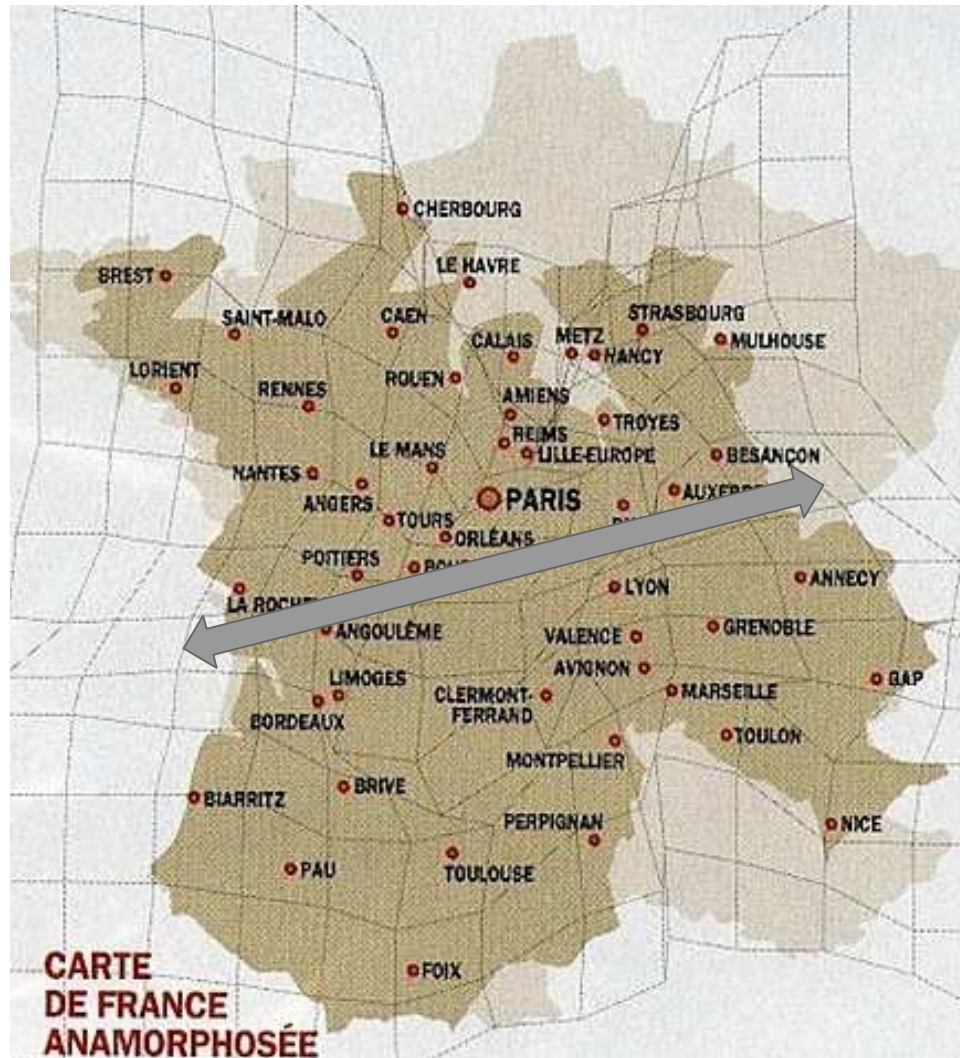 CHERBOURG
LE HAVRE
BREST
STRASBOURG
SAINT-MALO
CAEN
METZ
MULHOUSE
CALAIS
NANCY
LORIENT
ROUEN
RENNES
AMIENS
TROYES
REIMS
LE MANS
LILLE-EUROPE
BESANÇON
NANTES
ANGERS
PARIS
TOURS
ORLÉANS
POITIERS
ANNECY
LYON
ANGOULÊME
VALENCE
GRENOBLE
AVIGNON
GAP
LIMOGES
CLERMONT-
FERRAND
MARSEILLE
BORDEAUX
TOULON
MONTPELLIER
BRIVE
BIARRITZ
PERPIGNAN
NICE
PAU
TOULOUSE
FOIX
CARTE
DE FRANCE
ANAMORPHOSÉE